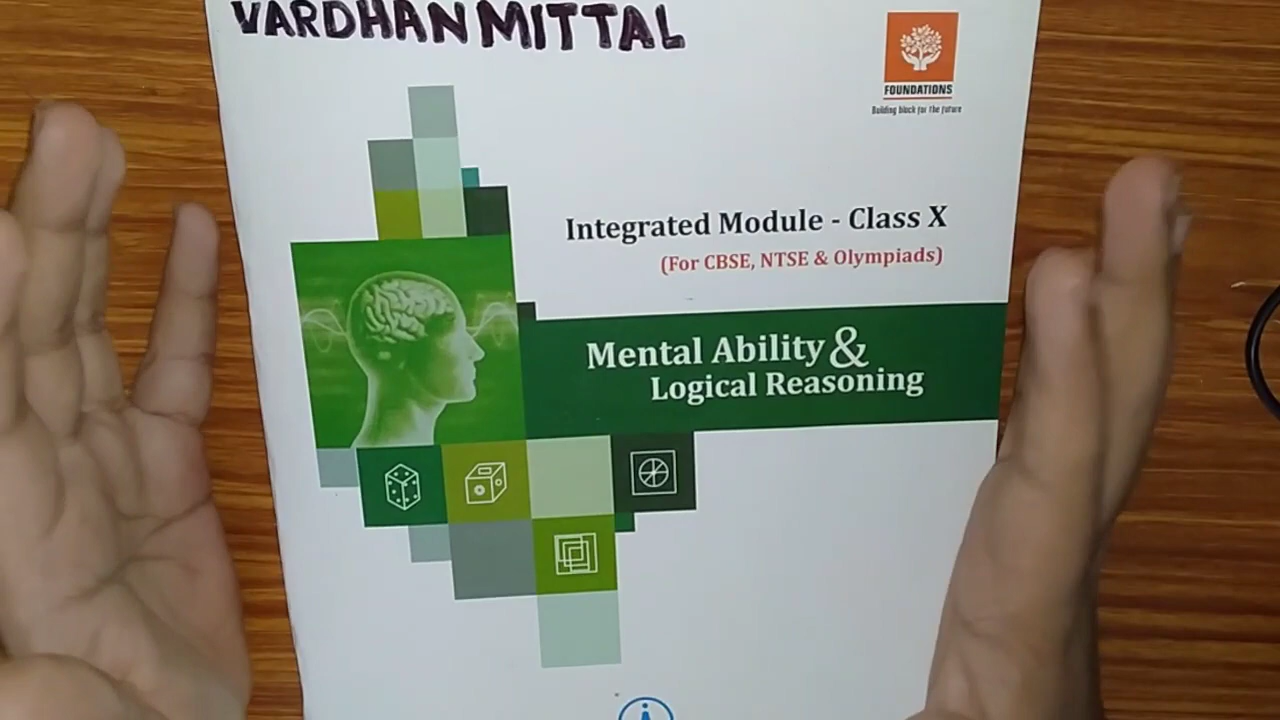 VARDHAN MITTAL
FOUNDATIONS
Building block for the future
Integrated Module - Class X
(For CBSE, NTSE & Olympiads)
Mental Ability &
Logical Reasoning